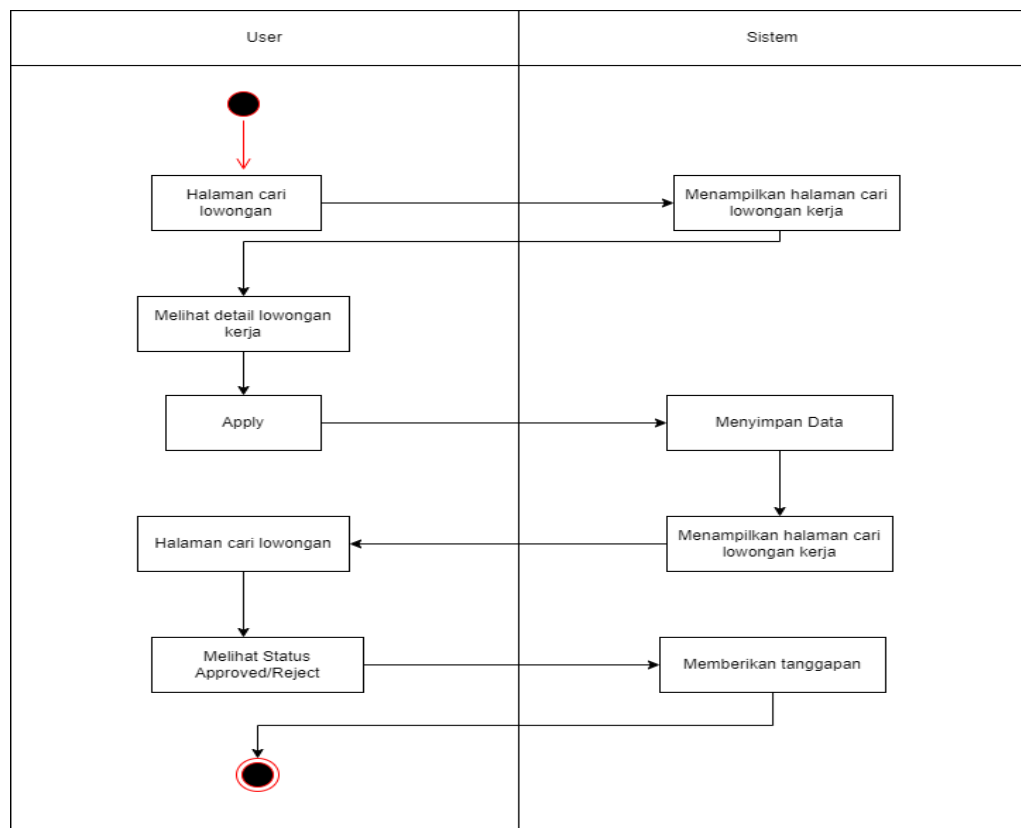 User
Sistem
Halaman cari
lowongan
Menampilkan halaman cari
lowongan kerja
Melihat detail lowongan
kerja
Apply
Menyimpan Data
Halaman cari lowongan
Menampilkan halaman cari
lowongan kerja
Melihat Status
Approved/Reject
Memberikan tanggapan